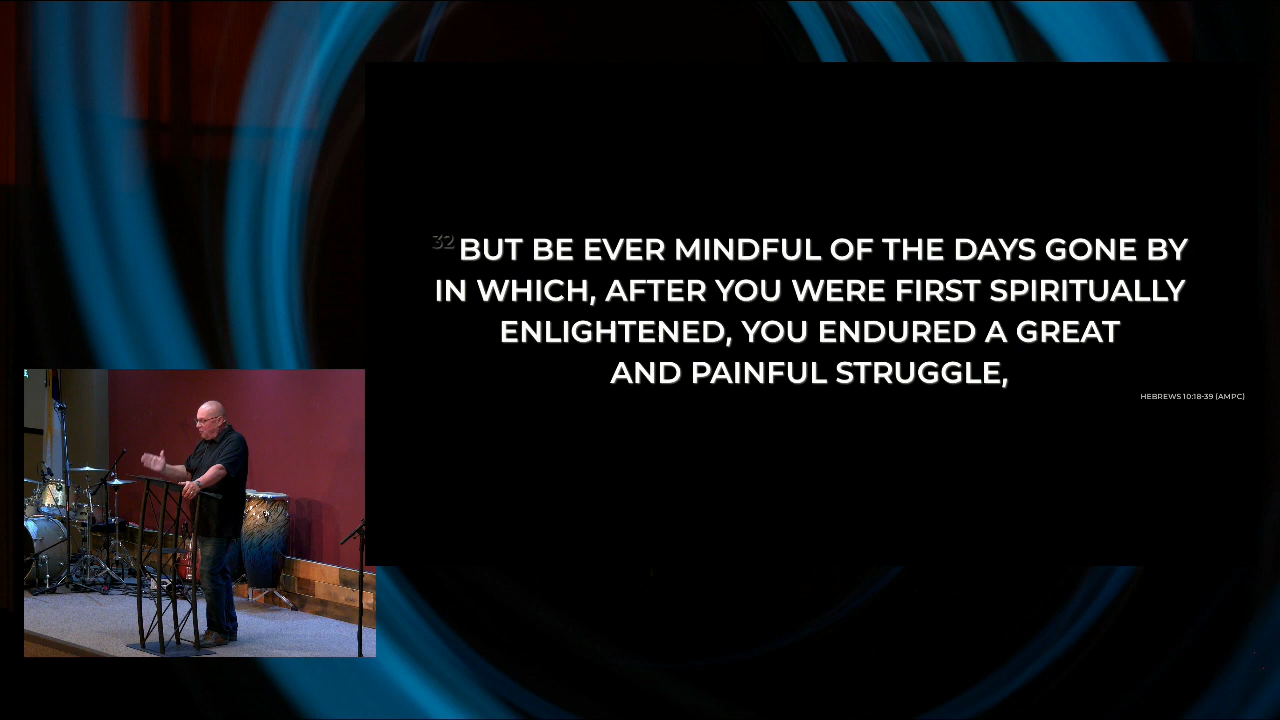 32 BUT BE EVER MINDFUL OF THE DAYS GONE BY
IN WHICH, AFTER YOU WERE FIRST SPIRITUALLY
ENLIGHTENED, YOU ENDURED A GREAT
AND PAINFUL STRUGGLE,
HEBREWS 10:18-39 (AMPC)